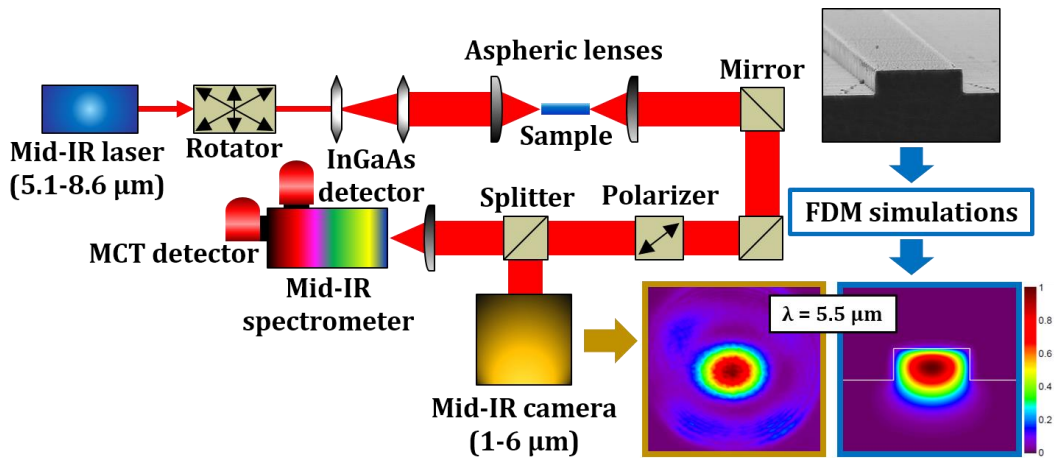 Aspheric lenses
Mirror
Mid-IR laser
(5.1-8.6 μm)
Rotator
InGaAs
detector
Sample
Splitter
Polarizer
FDM simulations
MCT detector
Mid-IR
spectrometer
Mid-IR camera
(1-6 μm)
λ = 5.5 μm
1
0.8
0.6
0.4
0.2
0